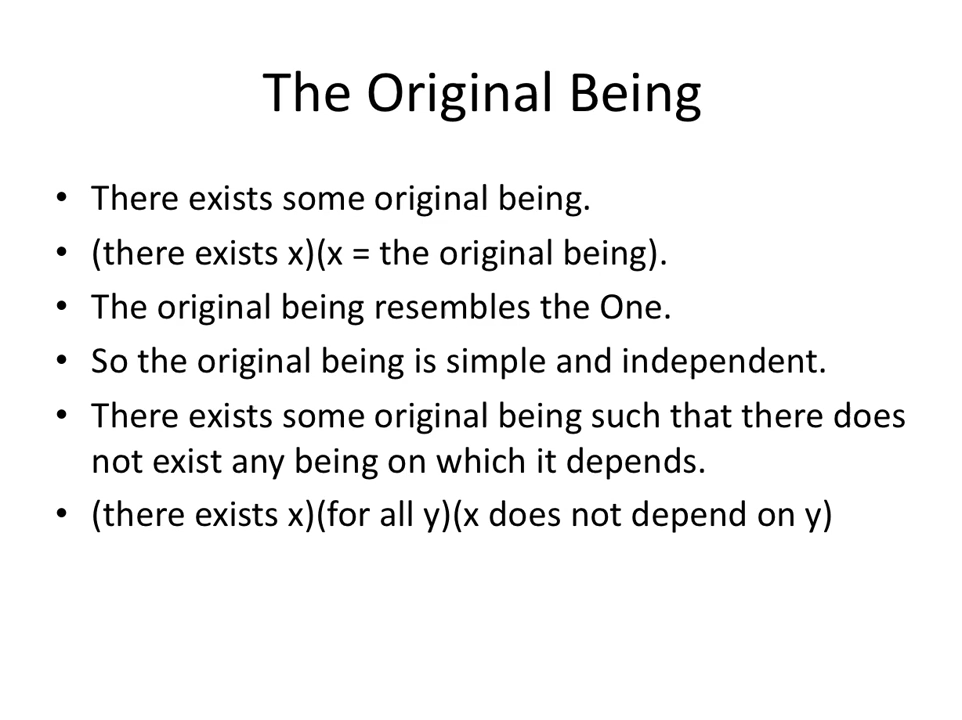 The Original Being
• There exists some original being.
• (there exists x)(x = the original being).
• The original being resembles the One.
• So the original being is simple and independent.
• There exists some original being such that there does
not exist any being on which it depends.
• (there exists x)(for all y)(x does not depend on y)